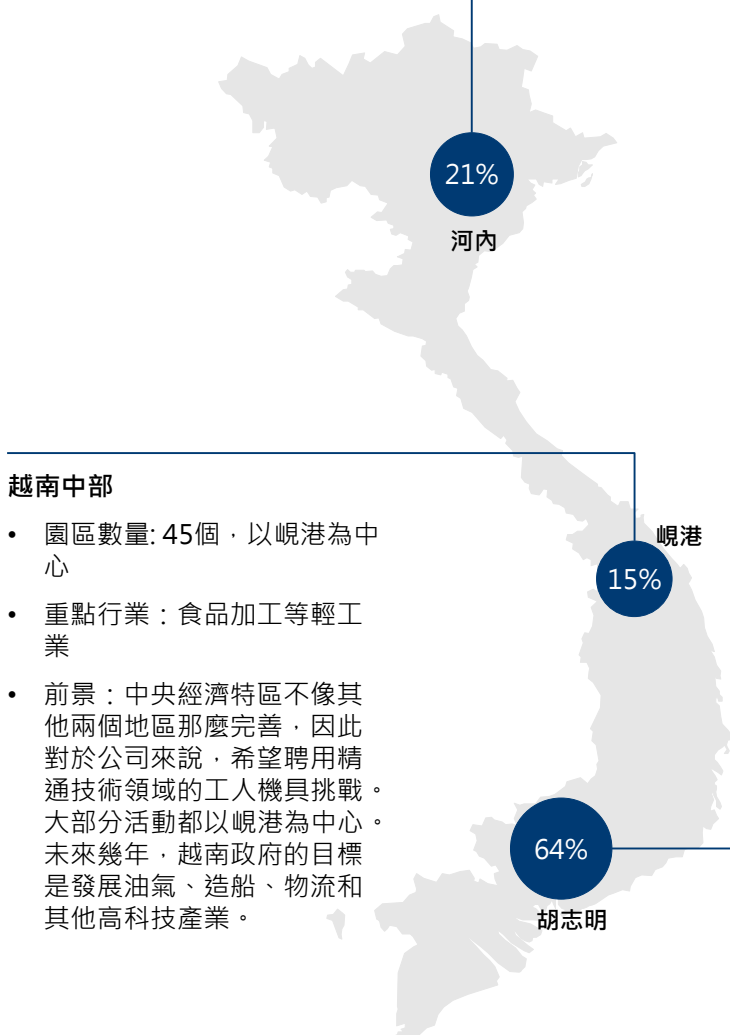 21%
河內
越南中部
• 園區數量: 45個，以峴港為中
心
• 重點行業：食品加工等輕工
業
• 前景：中央經濟特區不像其
他兩個地區那麼完善，因此
對於公司來說，希望聘用精
通技術領域的工人機具挑戰。
大部分活動都以峴港為中心。
未來幾年，越南政府的目標
是發展油氣、造船、物流和
其他高科技產業。
峴港
15%
64%
胡志明